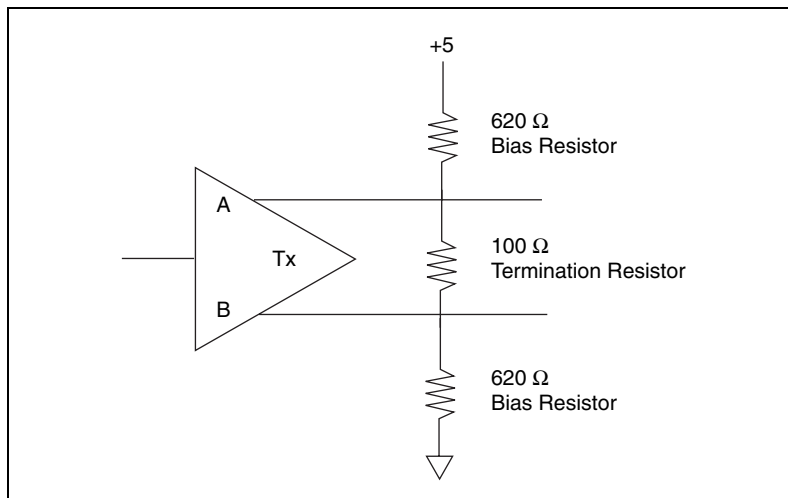 +5
620 Ω
Bias Resistor
A
100 Ω
Termination Resistor
Tx
B
620 Ω
Bias Resistor